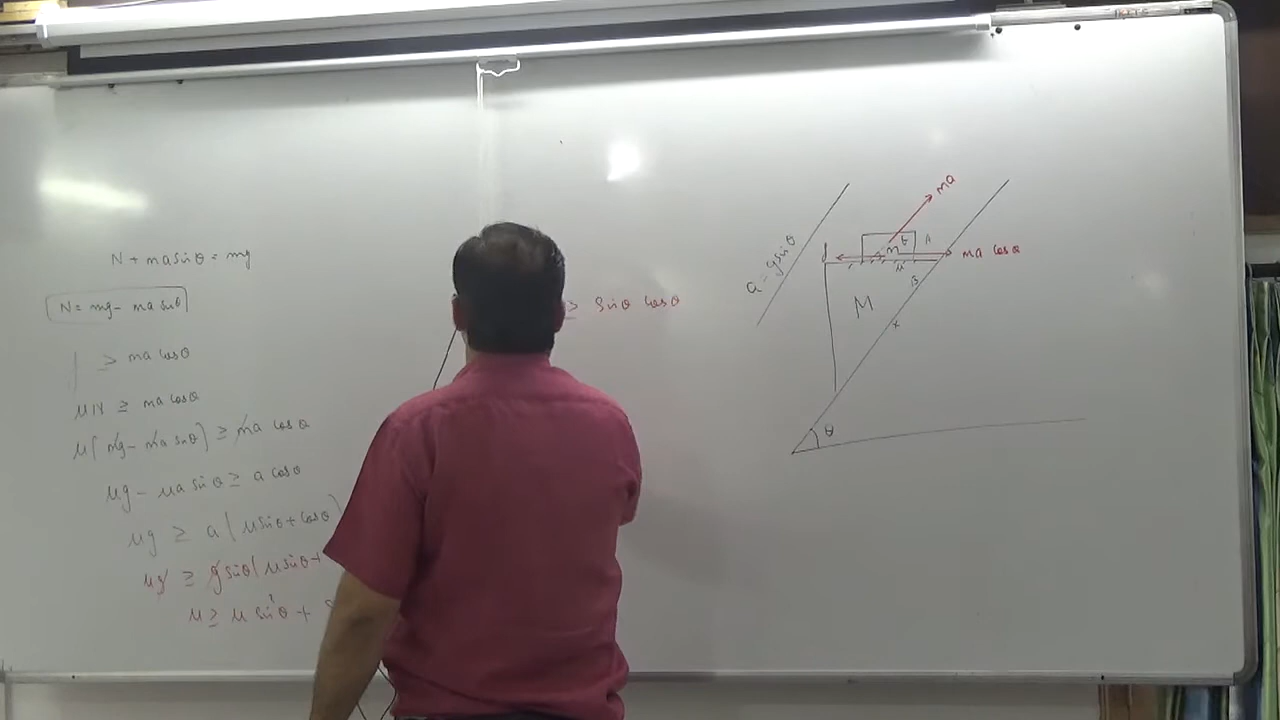 N + ma sinθ = mg
N = mg - ma sinθ
≥ ma cosθ
μN ≥ ma cosθ
μ[mg - ma sinθ] ≥ ma cosθ
μg - μa sinθ ≥ a cosθ
μg ≥ a(μ sinθ + cosθ)
μg ≥ g sinθ(μ sinθ +
μ ≥ μ sin²θ +
≥ sinθ cosθ
a = g sinθ
ma
m
A
μ
ma cosθ
B
M
θ